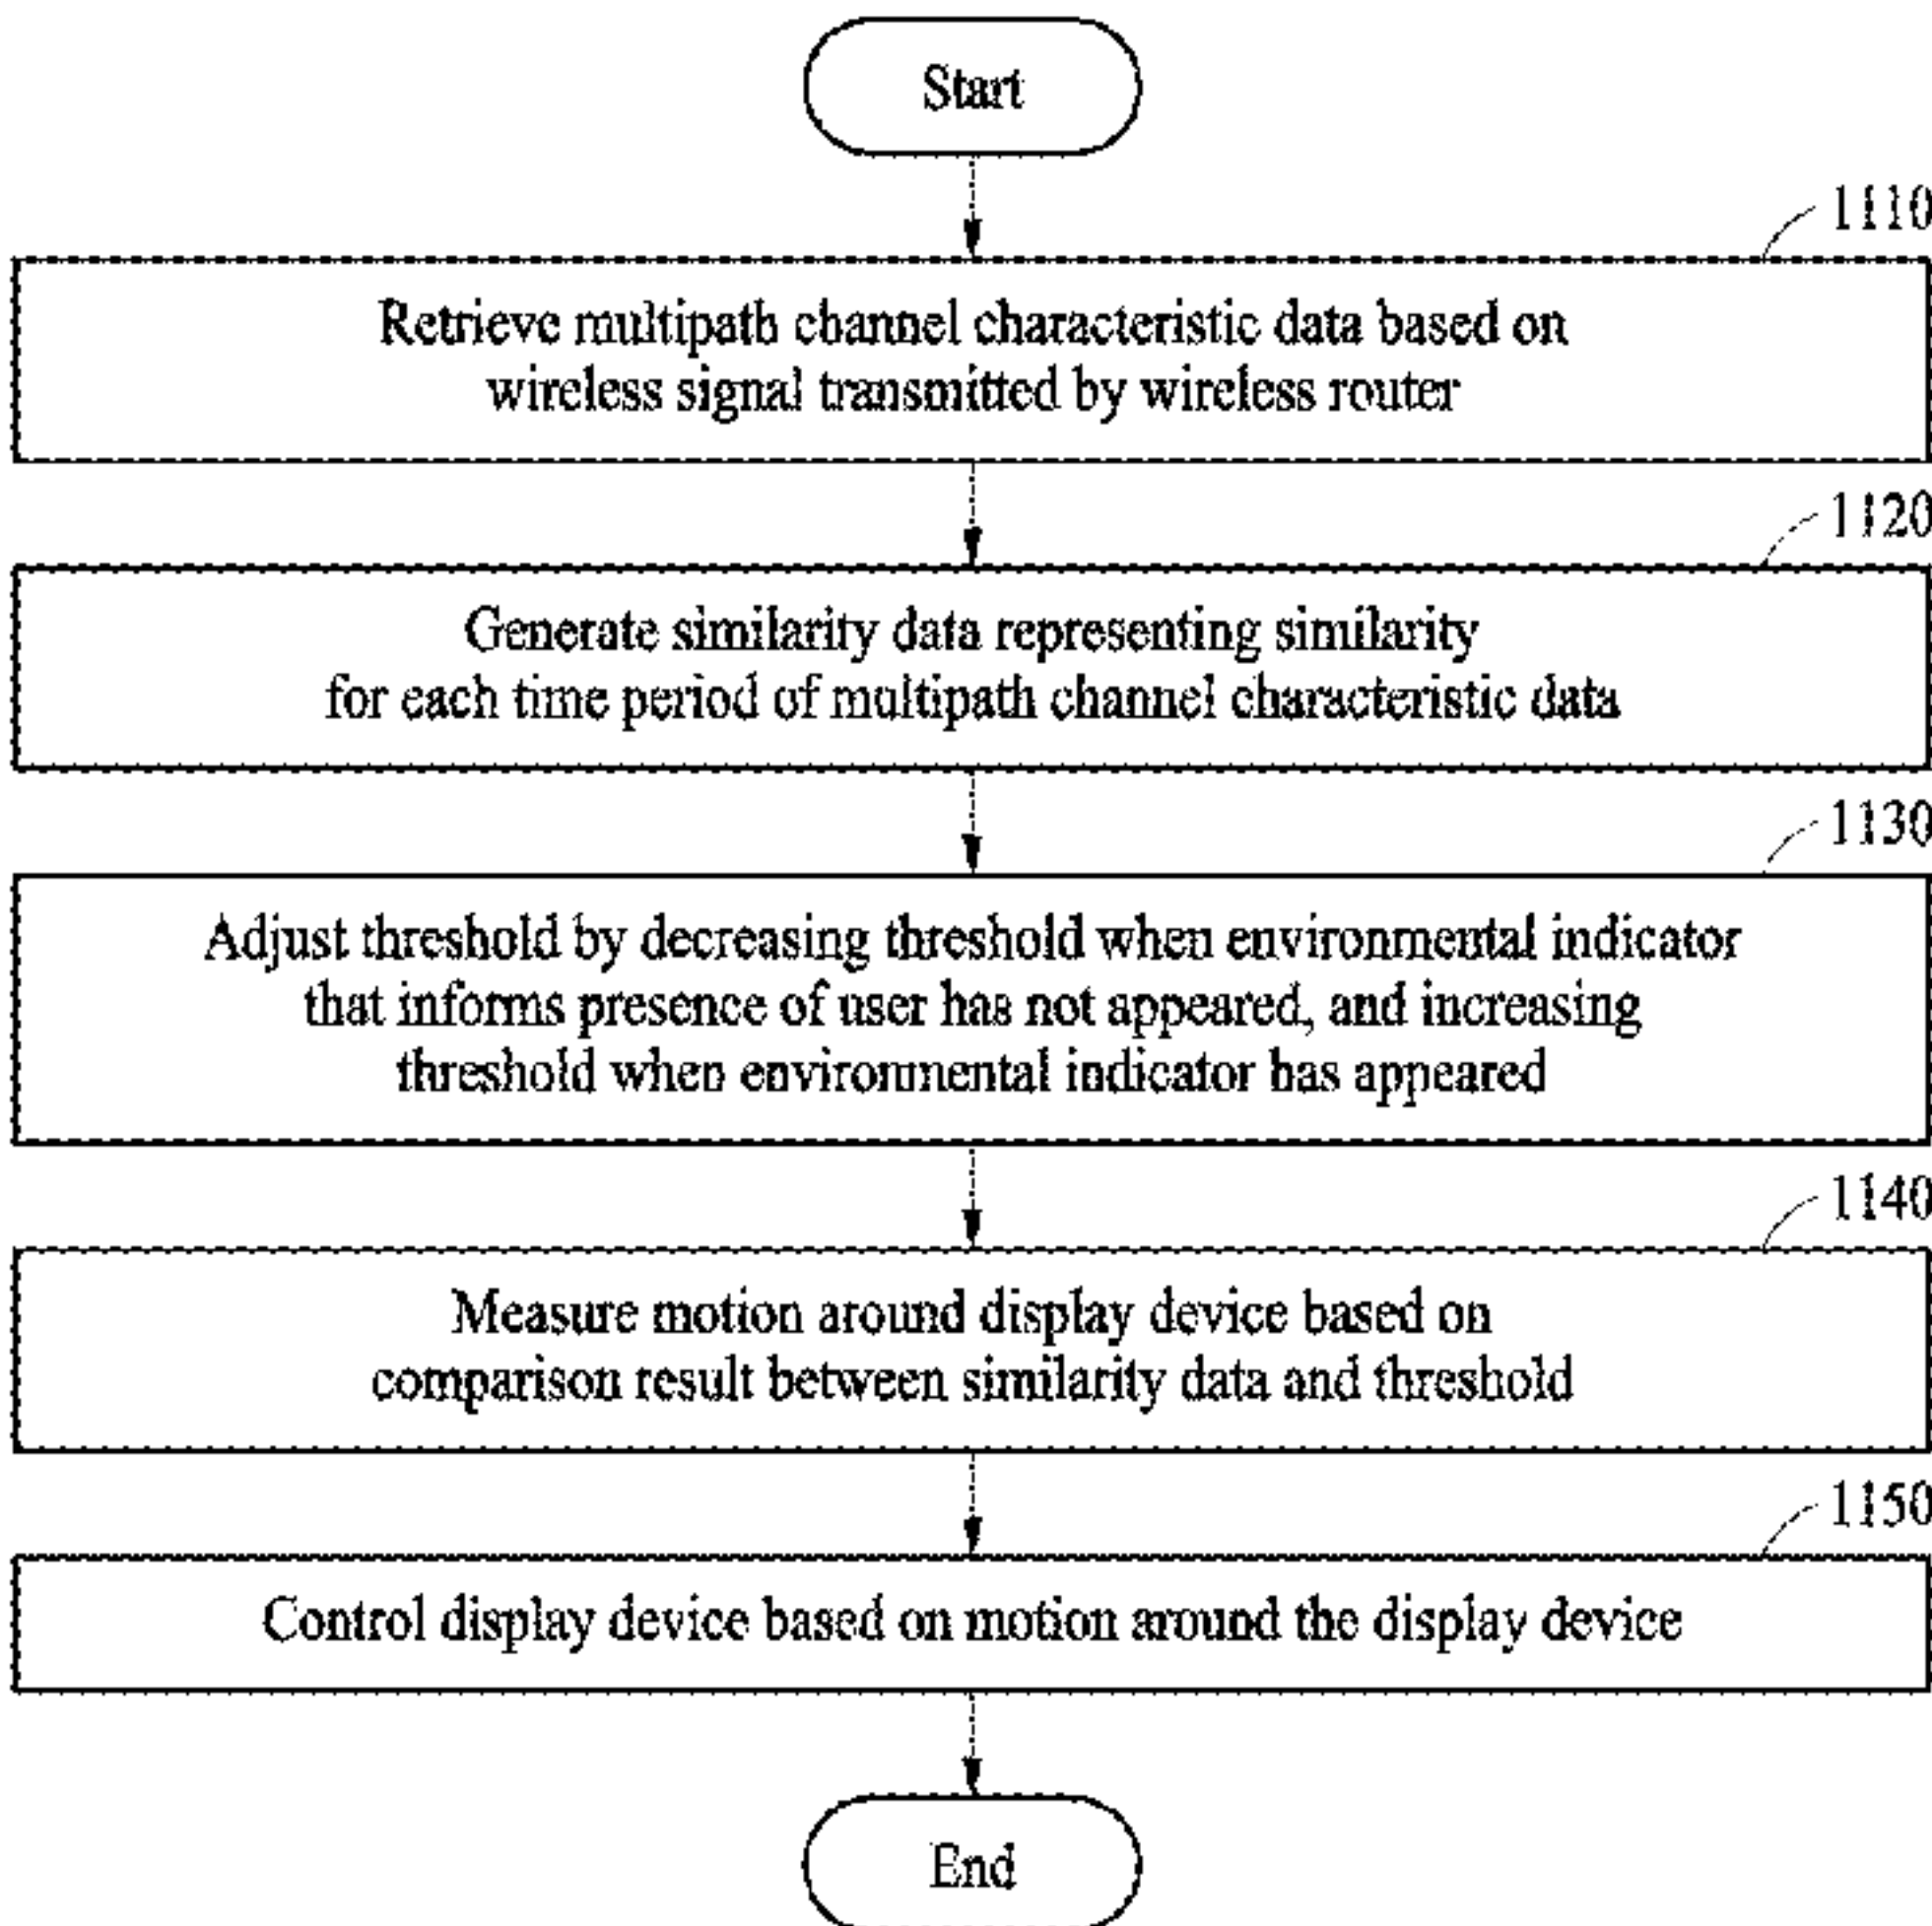 Start
1110
Retrieve multipath channel characteristic data based on
wireless signal transmitted by wireless router
1120
Generate similarity data representing similarity
for each time period of multipath channel characteristic data
1130
Adjust threshold by decreasing threshold when environmental indicator
that informs presence of user has not appeared, and increasing
threshold when environmental indicator has appeared
1140
Measure motion around display device based on
comparison result between similarity data and threshold
1150
Control display device based on motion around the display device
End